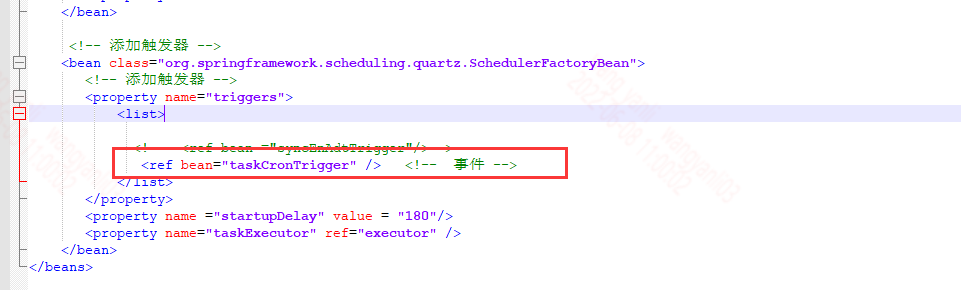 </bean>
<!-- 添加触发器 -->
<bean class="org.springframework.scheduling.quartz.SchedulerFactoryBean">
<!-- 添加触发器 -->
<property name="triggers">
<list>
<ref bean ="syncEnAdtTrigger"/>
<ref bean="taskCronTrigger" /> <!-- 事件 -->
</list>
</property>
<property name ="startupDelay" value = "180"/>
<property name="taskExecutor" ref="executor" />
</bean>
</beans>